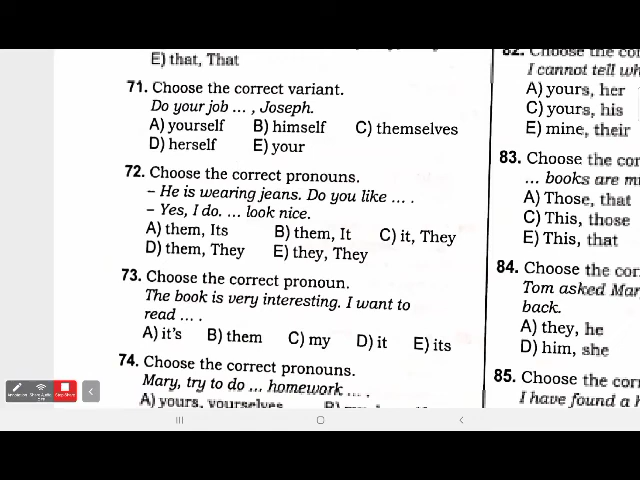 E) that, That
71. Choose the correct variant.
Do your job ... , Joseph.
A) yourself B) himself C) themselves
D) herself E) your
72. Choose the correct pronouns.
– He is wearing jeans. Do you like ... .
– Yes, I do. ... look nice.
A) them, Its B) them, It C) it, They
D) them, They E) they, They
73. Choose the correct pronoun.
The book is very interesting. I want to
read ... .
A) it's B) them C) my D) it E) its
74. Choose the correct pronouns.
Mary, try to do ... homework ... .
A) yours, yourselves
82. Choose the
I cannot tell
A) yours, her
C) yours, his
E) mine, their
83. Choose the
... books are
A) Those, that
C) This, those
E) This, that
84. Choose the
Tom asked
back.
A) they, he
D) him, she
85. Choose the
I have found a